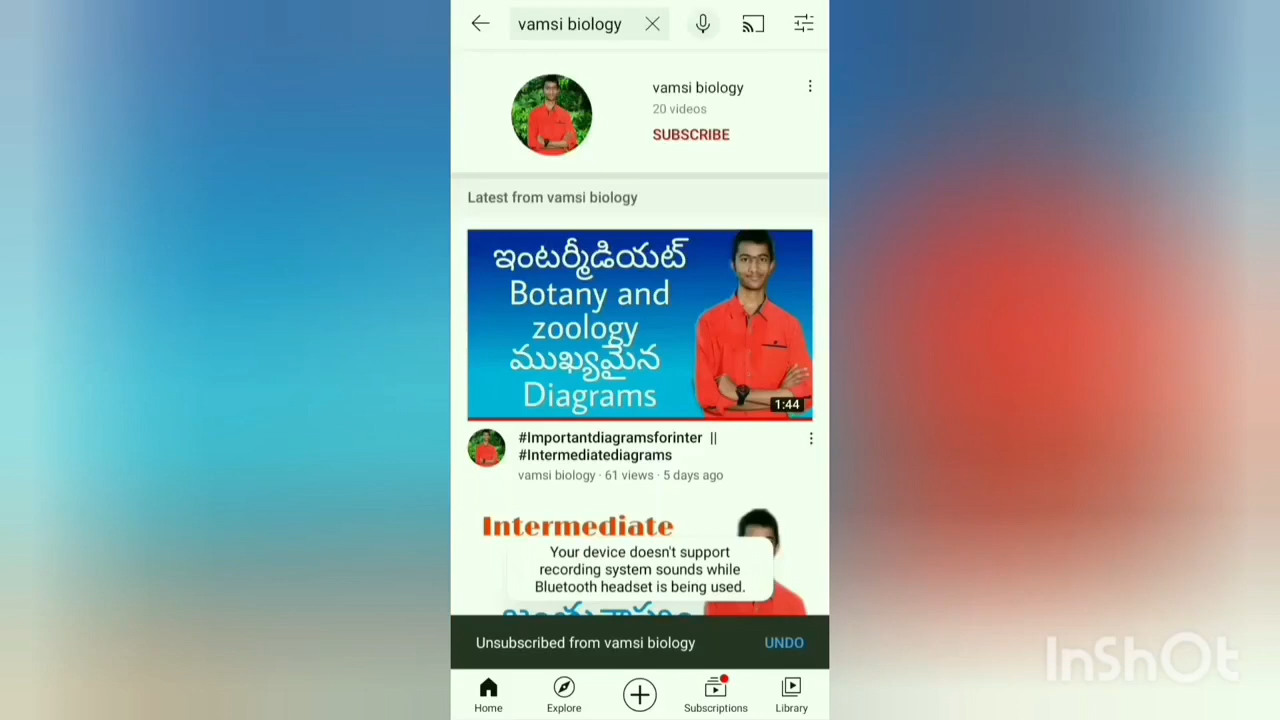 vamsi biology
vamsi biology
20 videos
SUBSCRIBE
Latest from vamsi biology
ఇంటర్మీడియట్
Botany and
zoology
ముఖ్యమైన
Diagrams
1:44
#Importantdiagramsforinter ||
#Intermediatediagrams
vamsi biology · 61 views · 5 days ago
Intermediate
Your device doesn't support
recording system sounds while
Bluetooth headset is being used.
Unsubscribed from vamsi biology UNDO
Home Explore Subscriptions Library
InShOt